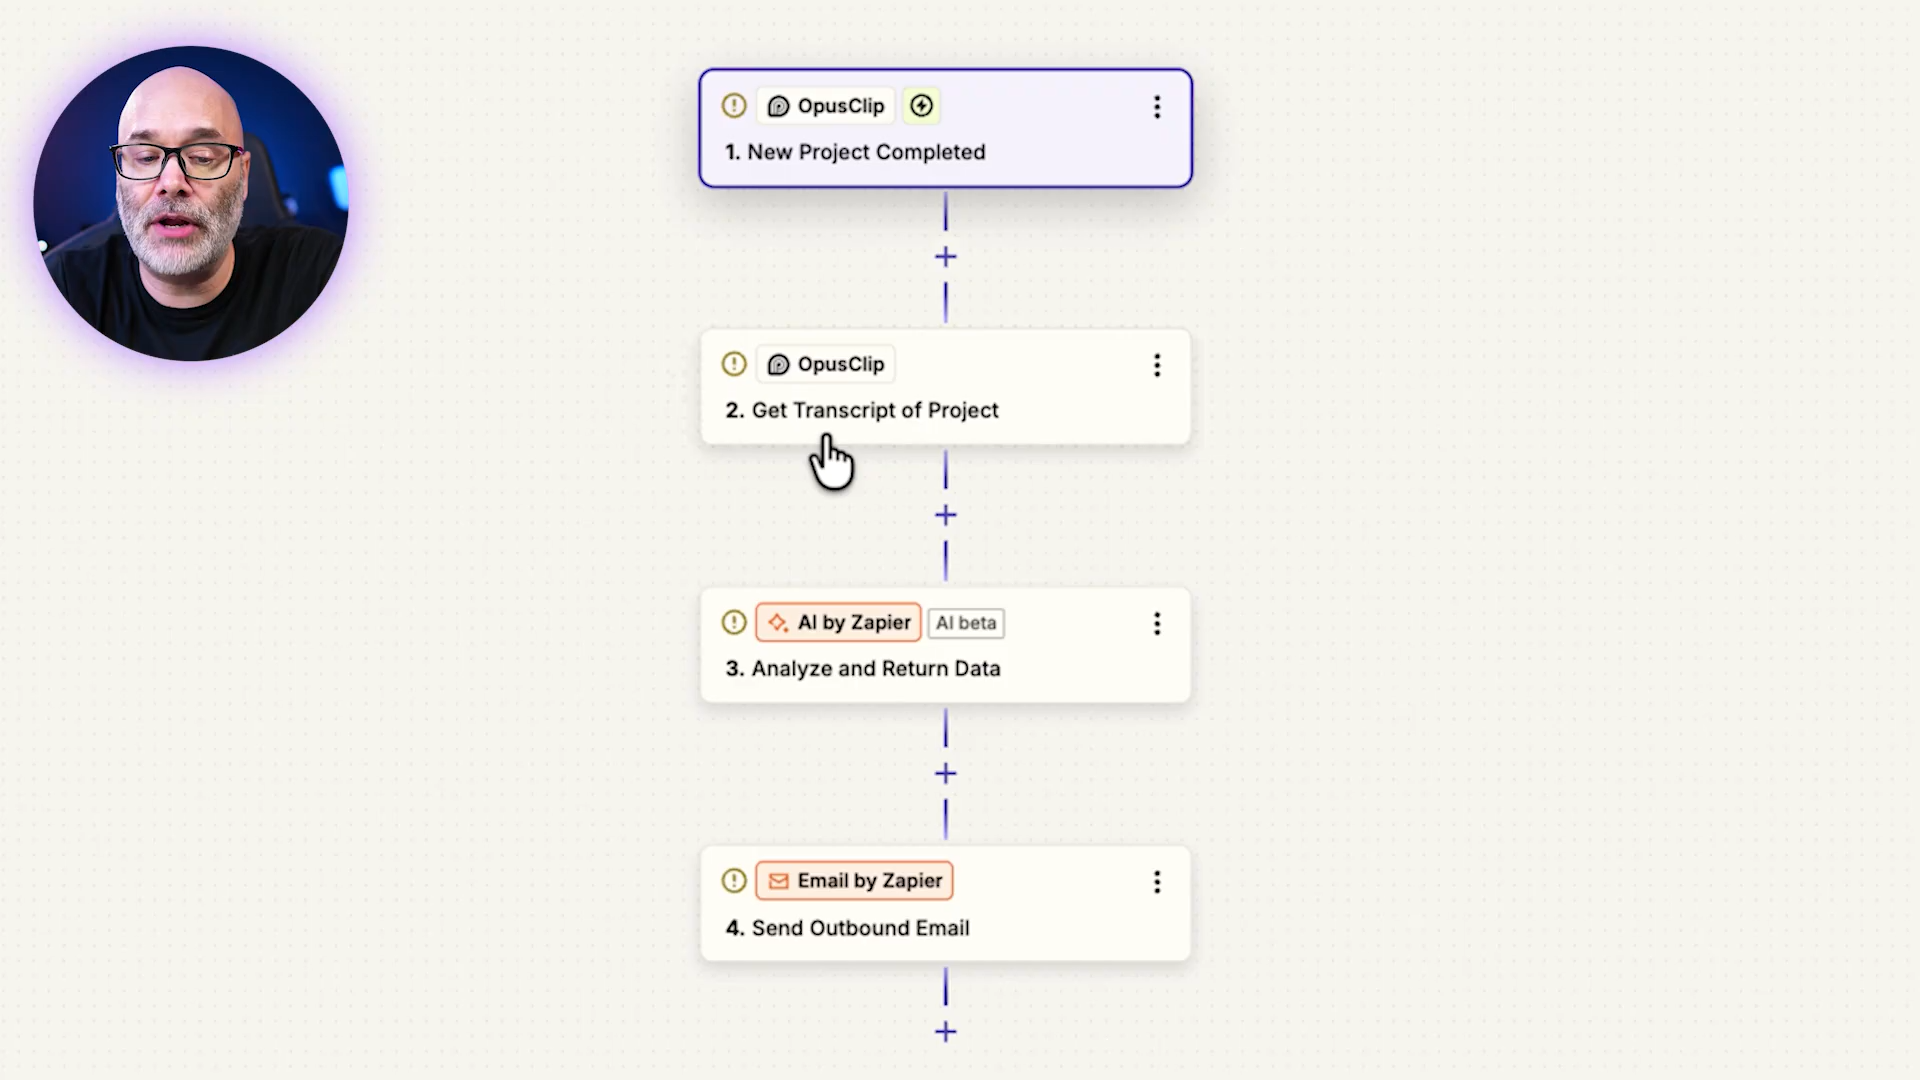 OpusClip
1. New Project Completed
OpusClip
2. Get Transcript of Project
AI by Zapier AI beta
3. Analyze and Return Data
Email by Zapier
4. Send Outbound Email